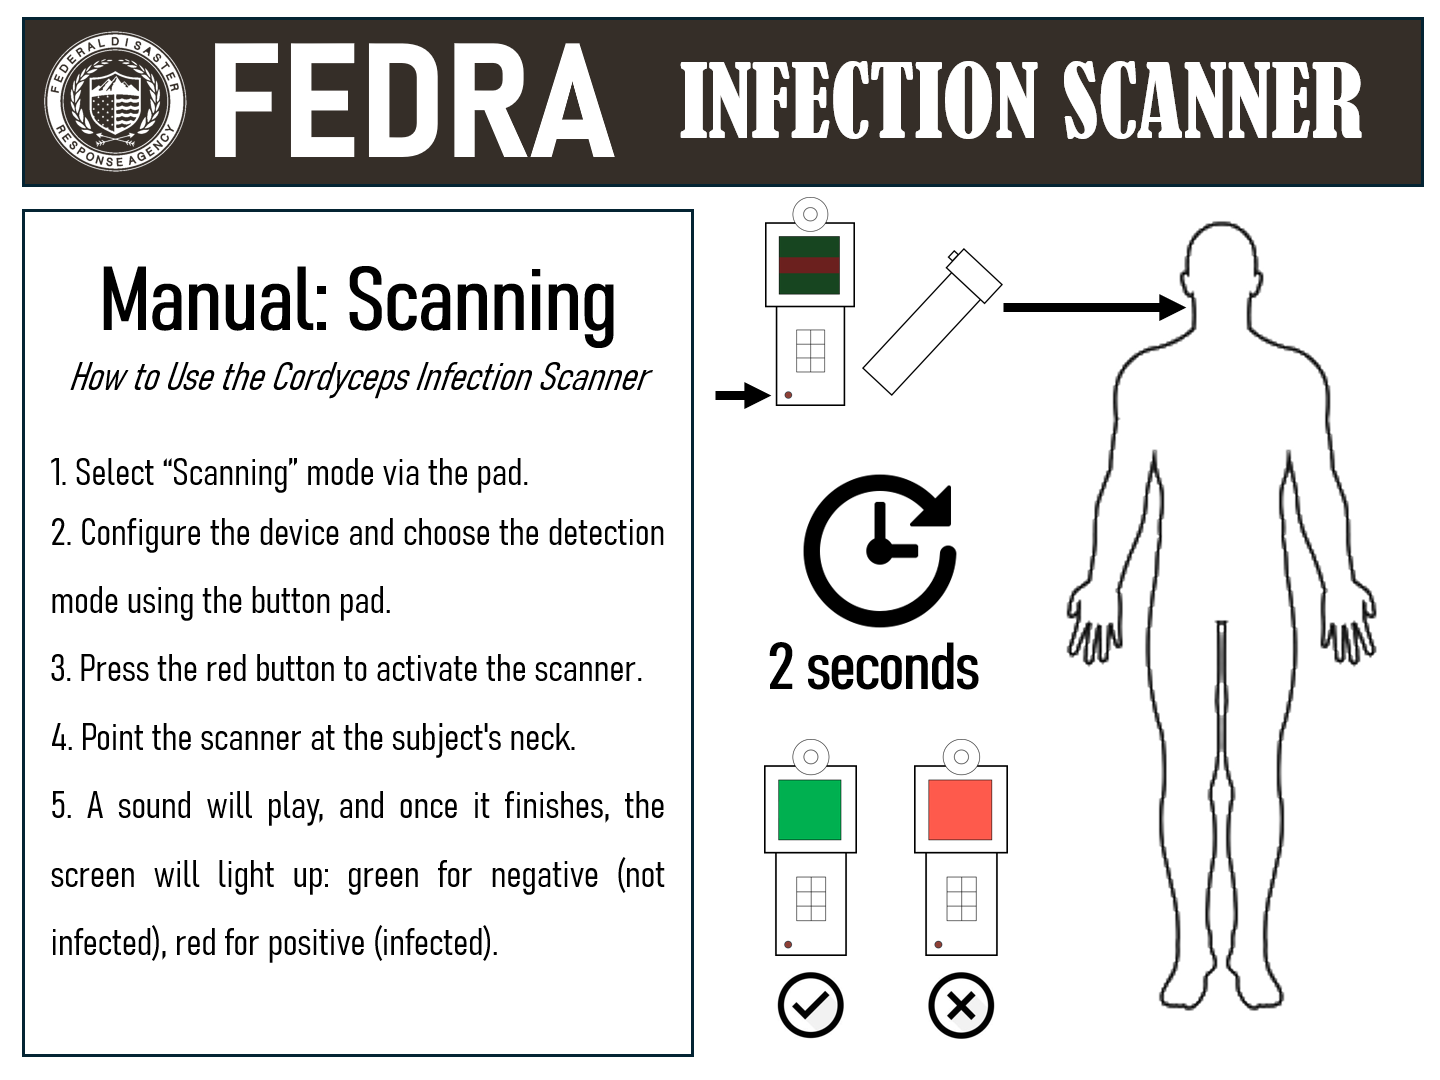 FEDERAL DISASTER
RESPONSE AGENCY
FEDRA
INFECTION SCANNER
Manual: Scanning
How to Use the Cordyceps Infection Scanner
1. Select “Scanning” mode via the pad.
2. Configure the device and choose the detection
mode using the button pad.
3. Press the red button to activate the scanner.
4. Point the scanner at the subject's neck.
5. A sound will play, and once it finishes, the
screen will light up: green for negative (not
infected), red for positive (infected).
2 seconds